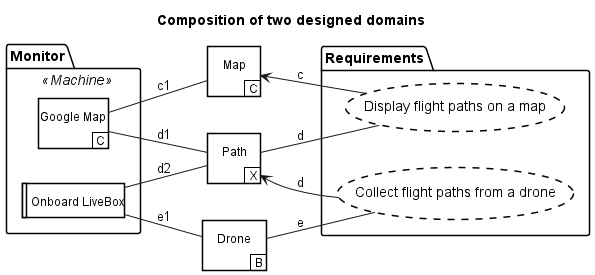 Composition of two designed domains
Monitor
«Machine»
Google Map
C
Onboard LiveBox
c1
d1
d2
e1
Map
C
Path
X
Drone
B
c
d
d
e
Requirements
Display flight paths on a map
Collect flight paths from a drone